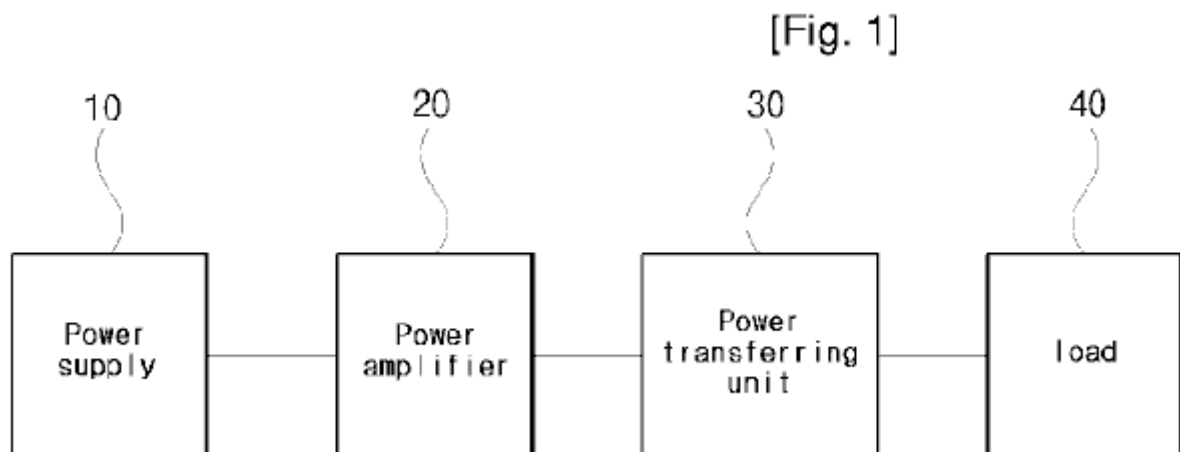 [Fig. 1]
10
20
30
40
Power
supply
Power
amplifier
Power
transferring
unit
load